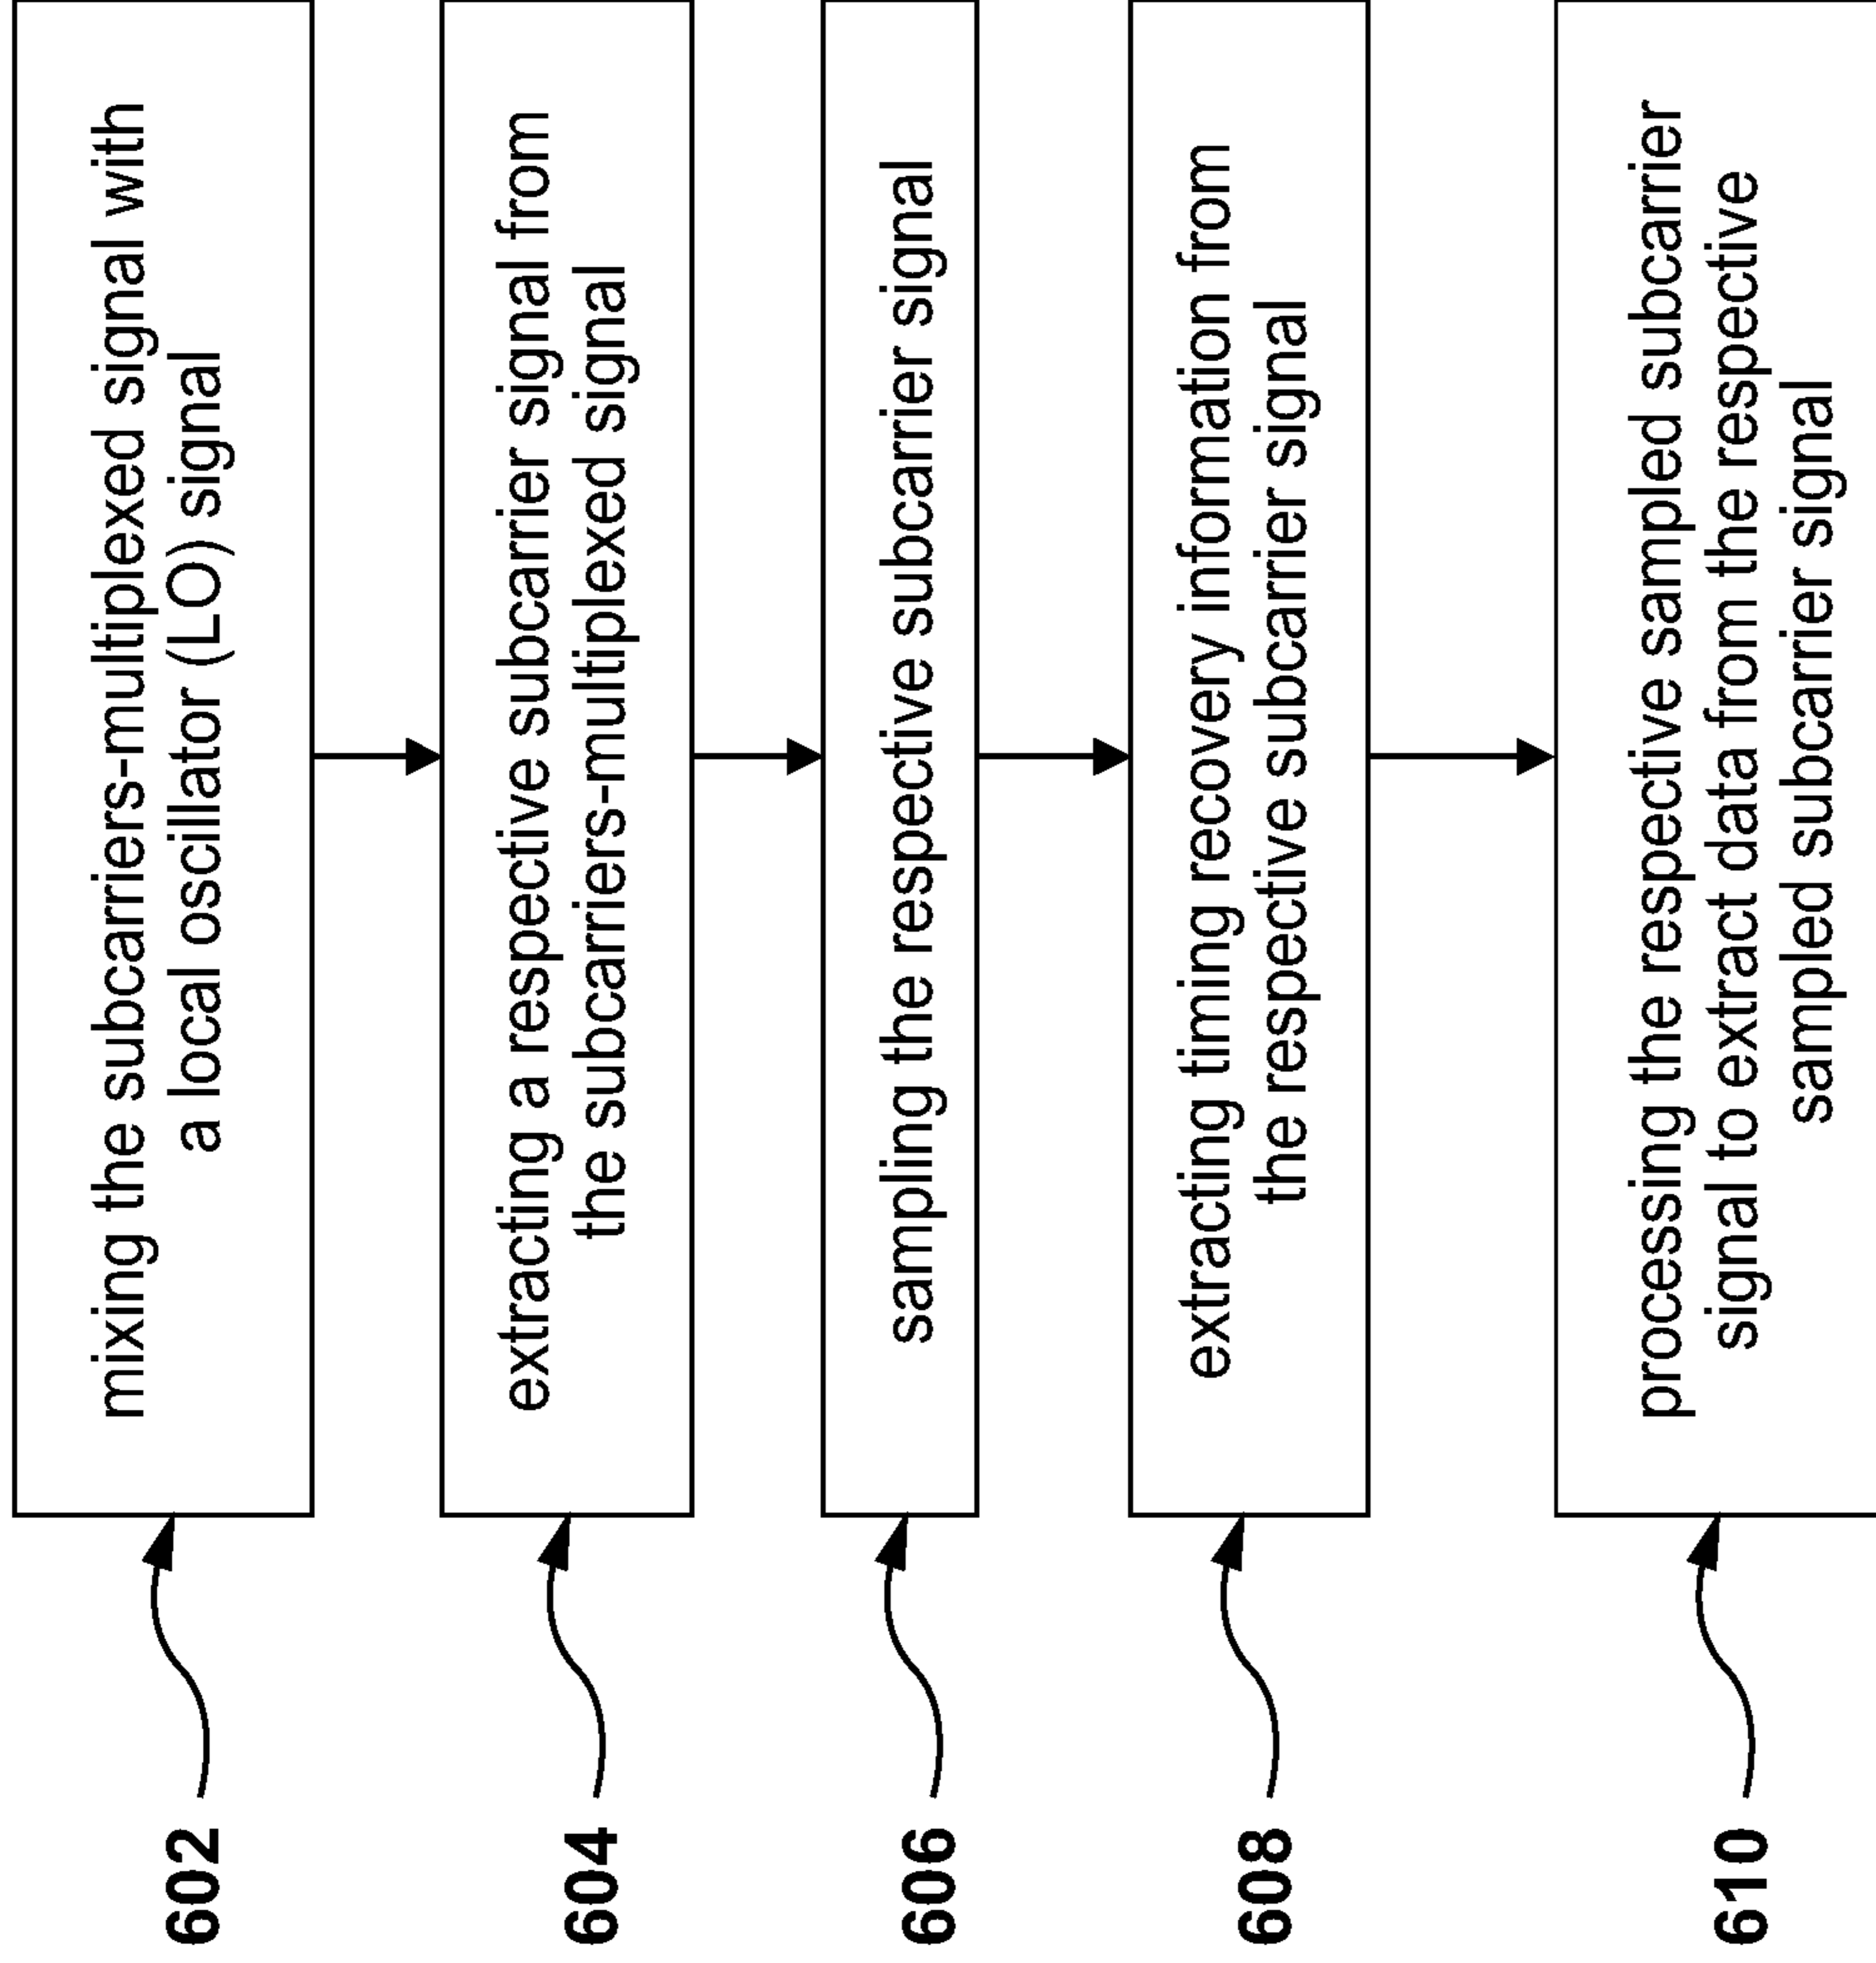 602
mixing the subcarriers-multiplexed signal with
a local oscillator (LO) signal
604
extracting a respective subcarrier signal from
the subcarriers-multiplexed signal
606
sampling the respective subcarrier signal
608
extracting timing recovery information from
the respective subcarrier signal
610
processing the respective sampled subcarrier
signal to extract data from the respective
sampled subcarrier signal